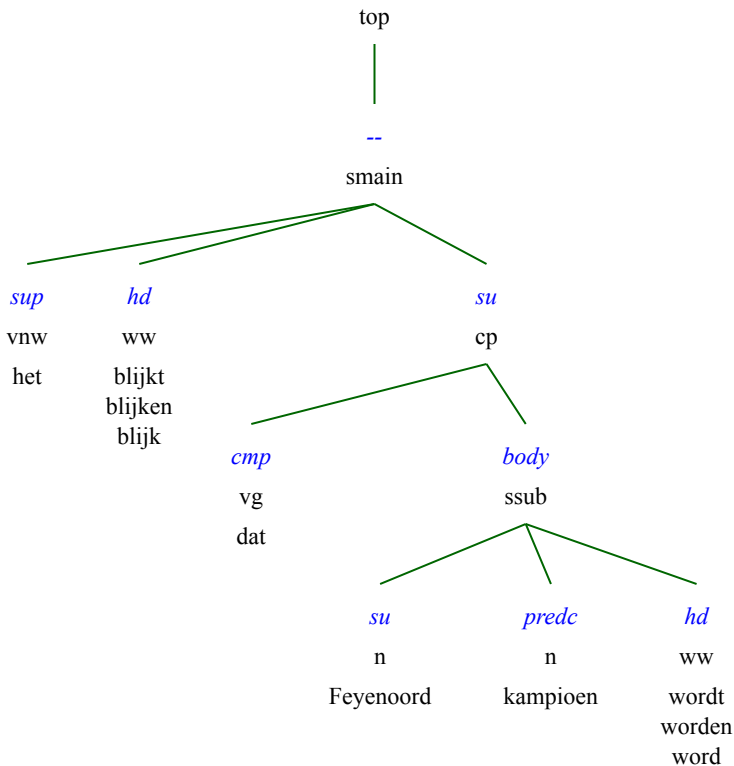 top
--
smain
sup hd su
vnw ww cp
het blijkt
blijken
blijk
cmp body
vg ssub
dat
su predc hd
n n ww
Feyenoord kampioen wordt
worden
word